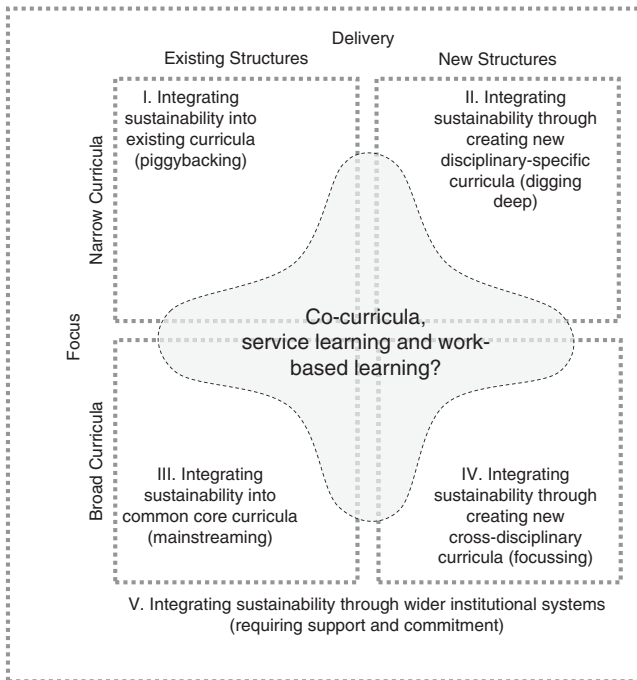 Delivery
Existing Structures
New Structures
Focus
Narrow Curricula
I. Integrating
sustainability into
existing curricula
(piggybacking)
II. Integrating
sustainability through
creating new
disciplinary-specific
curricula (digging
deep)
Co-curricula,
service learning and work-
based learning?
Broad Curricula
III. Integrating
sustainability into
common core curricula
(mainstreaming)
IV. Integrating
sustainability through
creating new
cross-disciplinary
curricula (focussing)
V. Integrating sustainability through wider institutional systems
(requiring support and commitment)